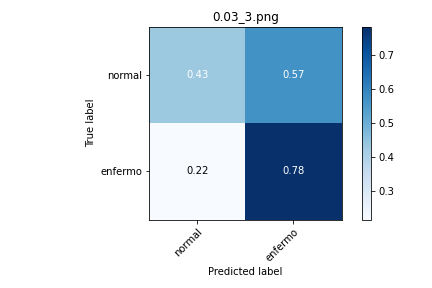 0.03_3.png
True label
normal
0.43
0.57
0.7
0.6
0.5
0.4
0.3
enfermo
0.22
0.78
normal
enfermo
Predicted label